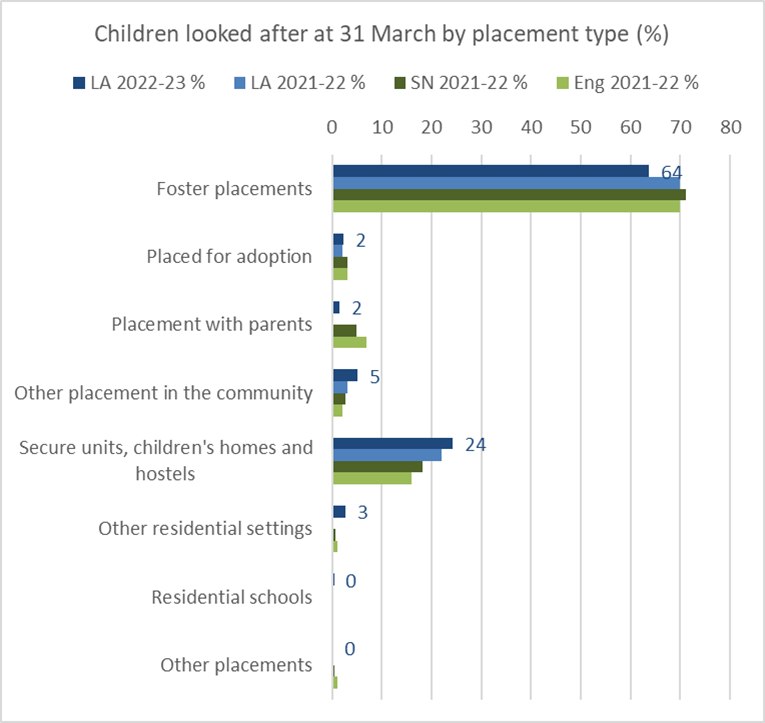 Children looked after at 31 March by placement type (%)
LA 2022-23 % LA 2021-22 % SN 2021-22 % Eng 2021-22 %
0 10 20 30 40 50 60 70 80
Foster placements 64
Placed for adoption 2
Placement with parents 2
Other placement in the community 5
Secure units, children's homes and 24
hostels
Other residential settings 3
Residential schools 0
Other placements 0